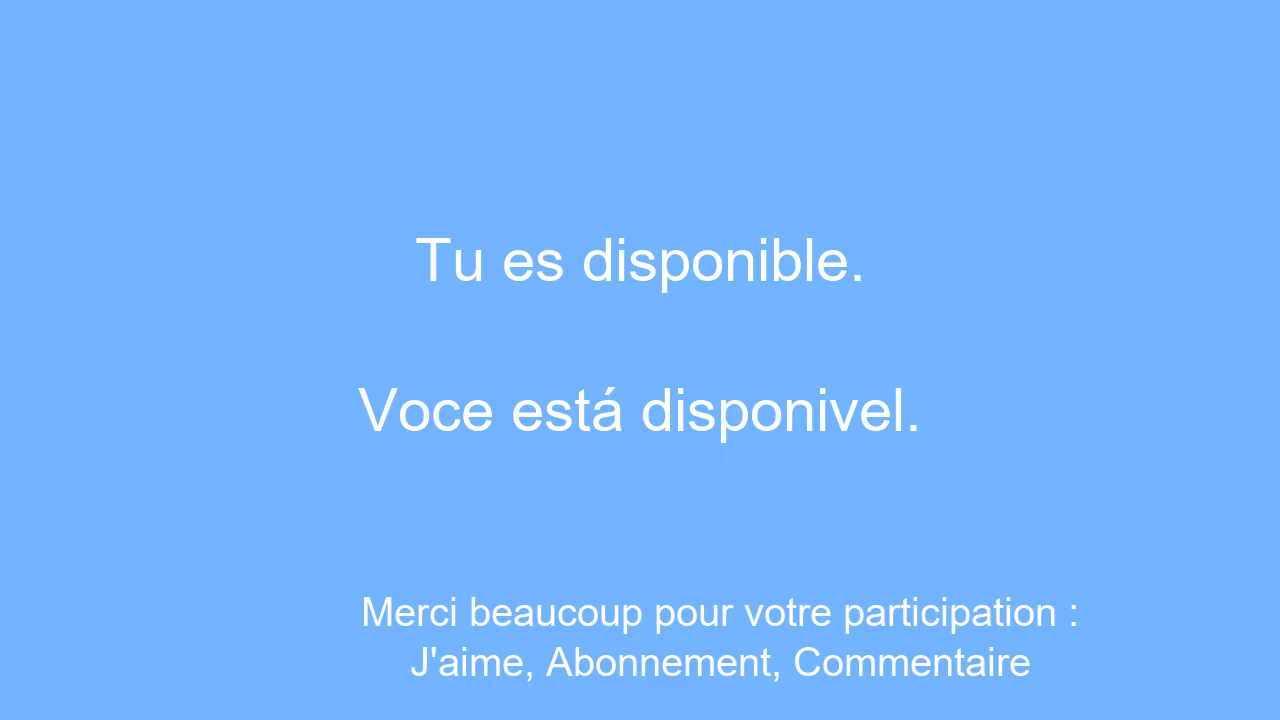 Tu es disponible.
Voce está disponivel.
Merci beaucoup pour votre participation :
J'aime, Abonnement, Commentaire